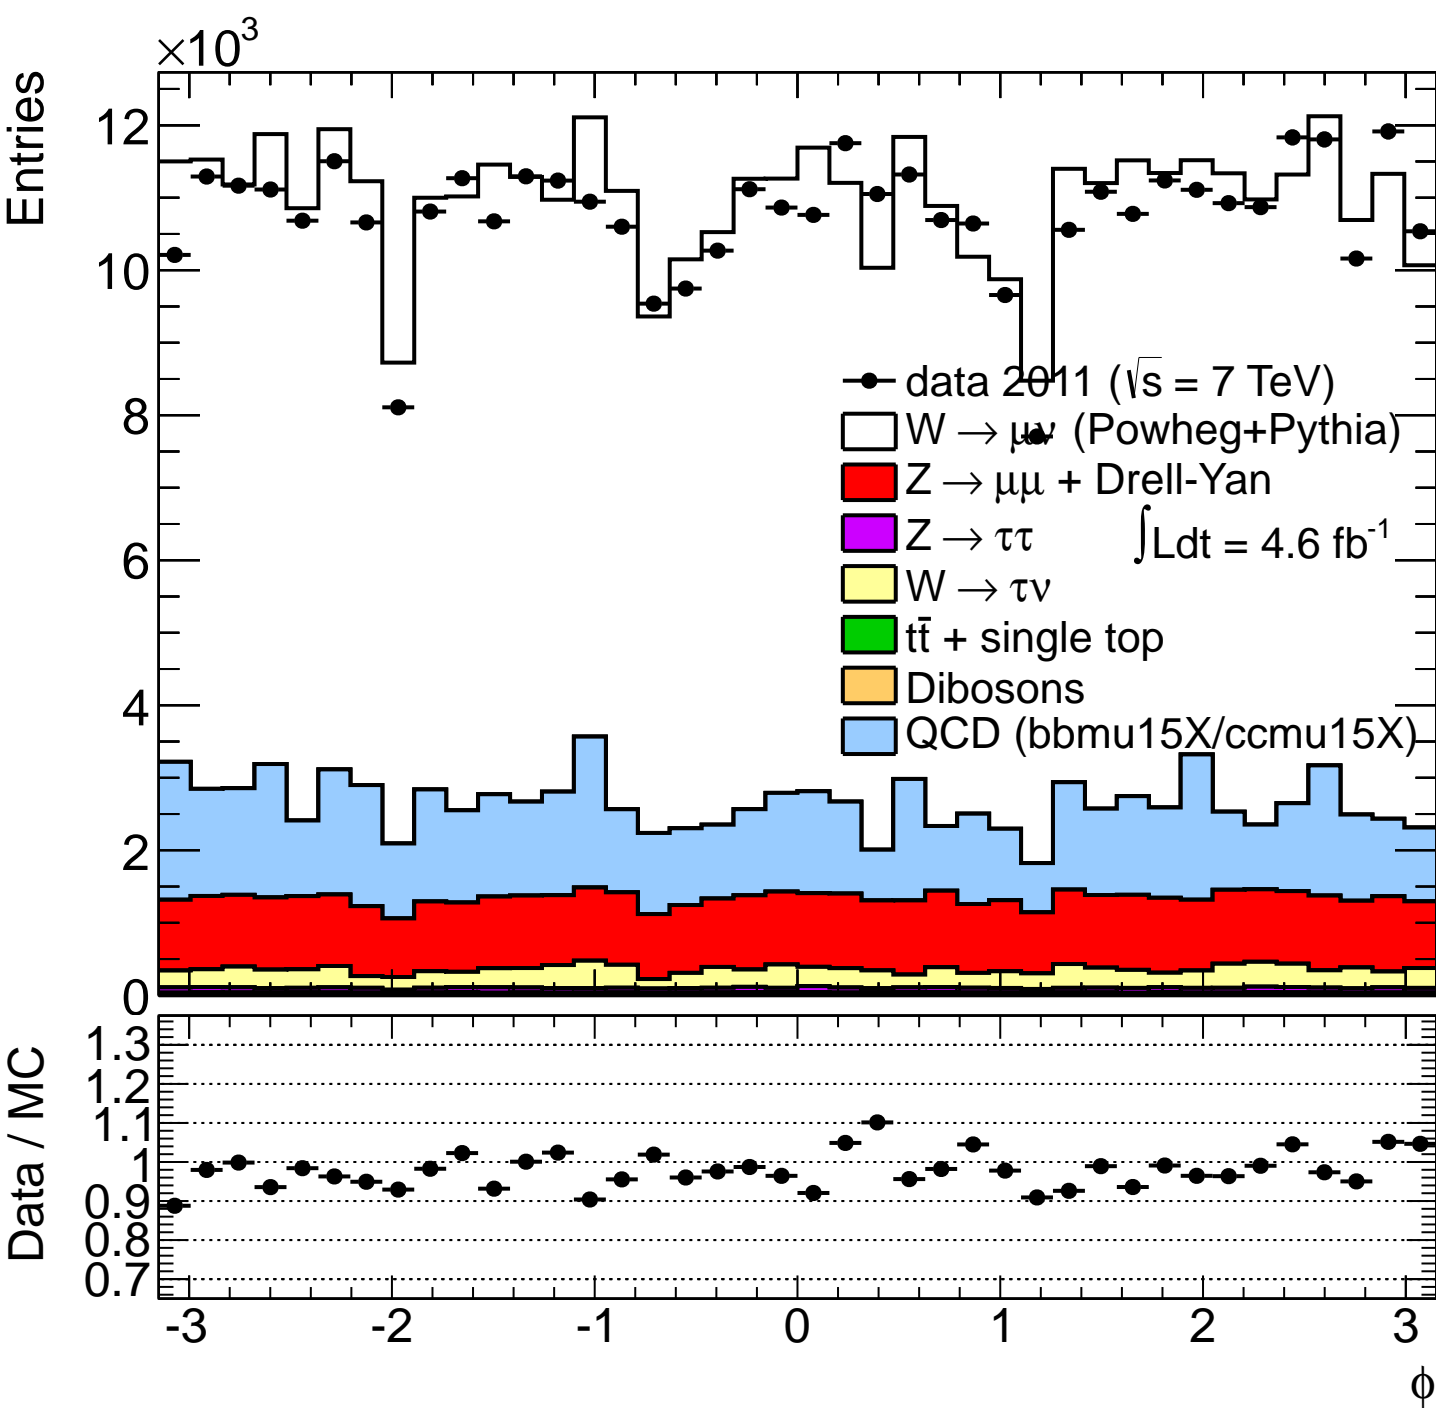 ×10³
Entries
12
10
8
6
4
2
0
data 2011 (√s = 7 TeV)
W → μν (Powheg+Pythia)
Z → μμ + Drell-Yan
Z → ττ
∫Ldt = 4.6 fb⁻¹
W → τν
tt̄ + single top
Dibosons
QCD (bbmu15X/ccmu15X)
Data / MC
1.3
1.2
1.1
1
0.9
0.8
0.7
-3 -2 -1 0 1 2 3
ϕ